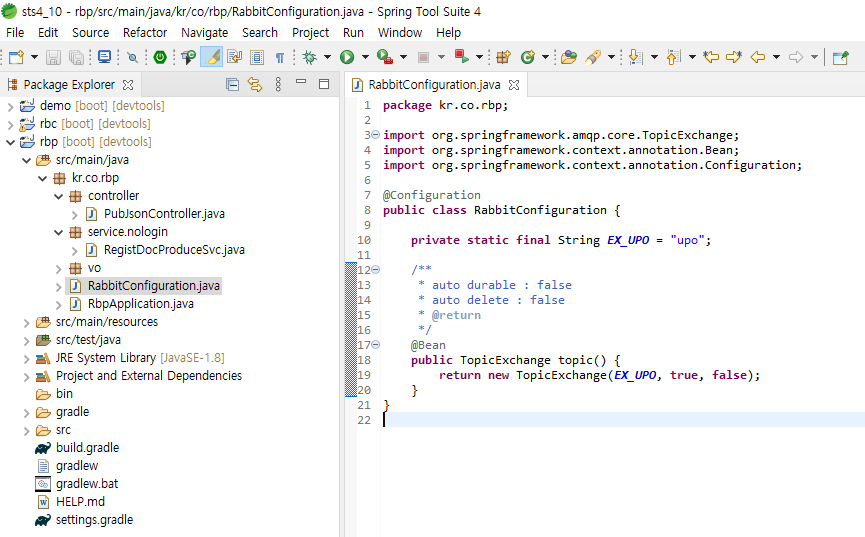 sts4_10 - rbp/src/main/java/kr/co/rbp/RabbitConfiguration.java - Spring Tool Suite 4
File Edit Source Refactor Navigate Search Project Run Window Help
Package Explorer
demo [boot] [devtools]
rbc [boot] [devtools]
rbp [boot] [devtools]
src/main/java
kr.co.rbp
controller
PubJsonController.java
service.nologin
RegistDocProduceSvc.java
vo
RabbitConfiguration.java
RbpApplication.java
src/main/resources
src/test/java
JRE System Library [JavaSE-1.8]
Project and External Dependencies
bin
gradle
src
build.gradle
gradlew
gradlew.bat
HELP.md
settings.gradle
RabbitConfiguration.java
1 package kr.co.rbp;
2
3 import org.springframework.amqp.core.TopicExchange;
4 import org.springframework.context.annotation.Bean;
5 import org.springframework.context.annotation.Configuration;
6
7 @Configuration
8 public class RabbitConfiguration {
9
10 private static final String EX_UPO = "upo";
11
12 /**
13 * auto durable : false
14 * auto delete : false
15 * @return
16 */
17 @Bean
18 public TopicExchange topic() {
19 return new TopicExchange(EX_UPO, true, false);
20 }
21 }
22